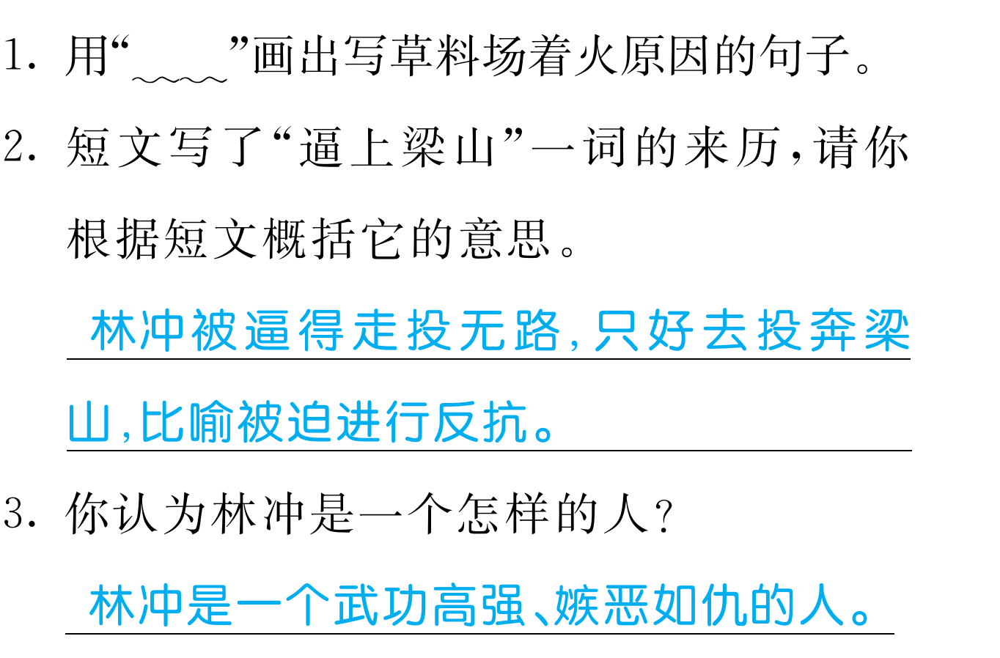 1. 用“﹏﹏”画出写草料场着火原因的句子。
2. 短文写了“逼上梁山”一词的来历,请你
根据短文概括它的意思。
林冲被逼得走投无路,只好去投奔梁
山,比喻被迫进行反抗。
3. 你认为林冲是一个怎样的人?
林冲是一个武功高强、嫉恶如仇的人。